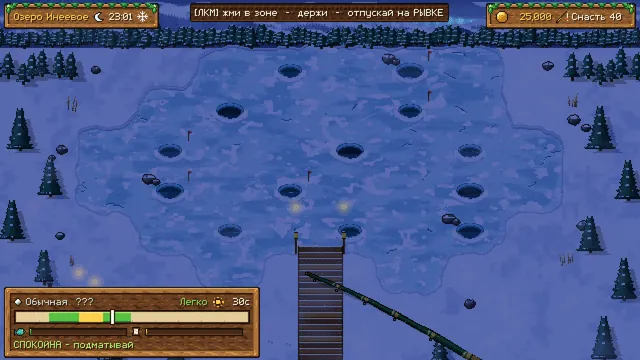 Озеро Инеевое 23:01
[ЛКМ] жми в зоне - держи - отпускай на РЫВКЕ
25,000 / ! Снасть 40
Обычная ??? Легко 30с
СПОКОЙНА - подматывай